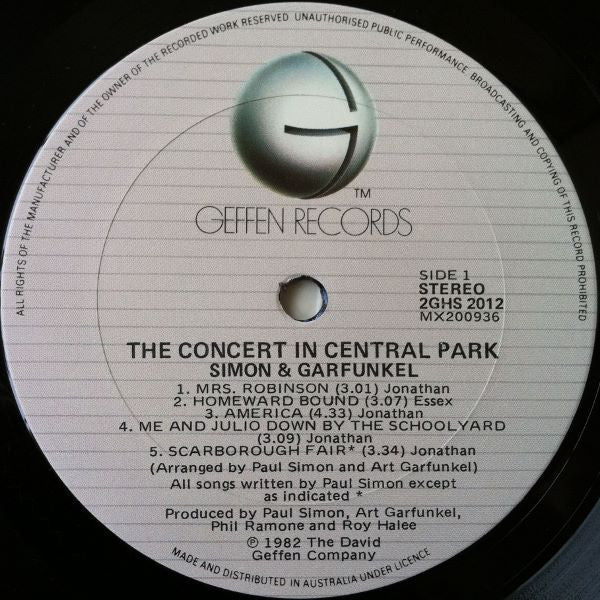 ALL RIGHTS OF THE MANUFACTURER AND OF THE OWNER OF THE RECORDED WORK RESERVED. UNAUTHORISED PUBLIC PERFORMANCE, BROADCASTING AND COPYING OF THIS RECORD PROHIBITED
G
TM
GEFFEN RECORDS
SIDE 1
STEREO
2GHS 2012
MX200936
THE CONCERT IN CENTRAL PARK
SIMON & GARFUNKEL
1. MRS. ROBINSON (3.01) Jonathan
2. HOMEWARD BOUND (3.07) Essex
3. AMERICA (4.33) Jonathan
4. ME AND JULIO DOWN BY THE SCHOOLYARD
(3.09) Jonathan
5. SCARBOROUGH FAIR* (3.34) Jonathan
(Arranged by Paul Simon and Art Garfunkel)
All songs written by Paul Simon except
as indicated *
Produced by Paul Simon, Art Garfunkel,
Phil Ramone and Roy Halee
℗ 1982 The David
Geffen Company
MADE AND DISTRIBUTED IN AUSTRALIA UNDER LICENCE